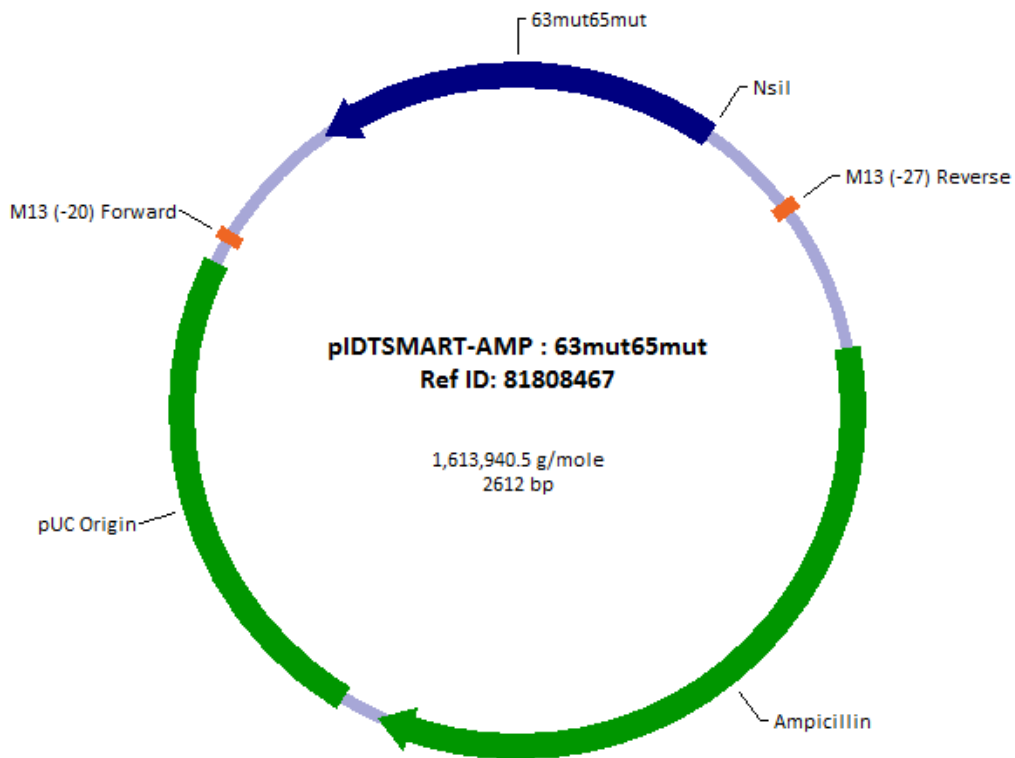 63mut65mut
NsiI
M13 (-27) Reverse
M13 (-20) Forward
pIDTSMART-AMP : 63mut65mut
Ref ID: 81808467
1,613,940.5 g/mole
2612 bp
pUC Origin
Ampicillin